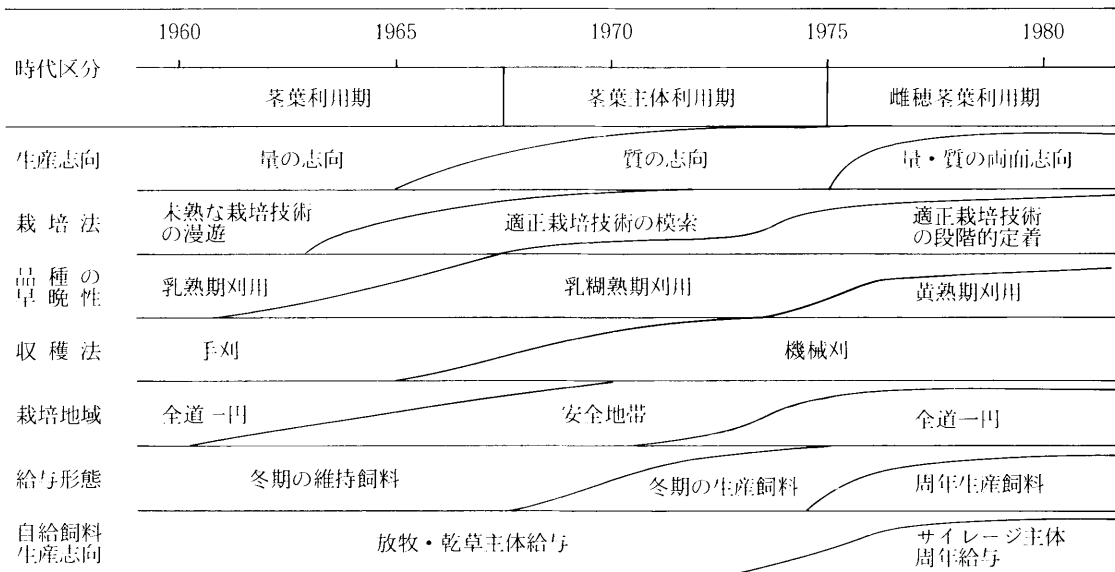 1960 1965 1970 1975 1980
時代区分
茎葉利用期 茎葉主体利用期 雌穂茎葉利用期
生産志向 量の志向 質の志向 量・質の両面志向
栽培法 未熟な栽培技術 適正栽培技術の模索 適正栽培技術
の漫遊 の段階的定着
品種の
早晩性 乳熟期刈用 乳糊熟期刈用 黄熟期刈用
収穫法 手刈 機械刈
栽培地域 全道一円 安全地帯 全道一円
給与形態 冬期の維持飼料 冬期の生産飼料 周年生産飼料
自給飼料 放牧・乾草主体給与 サイレージ主体
生産志向 周年給与